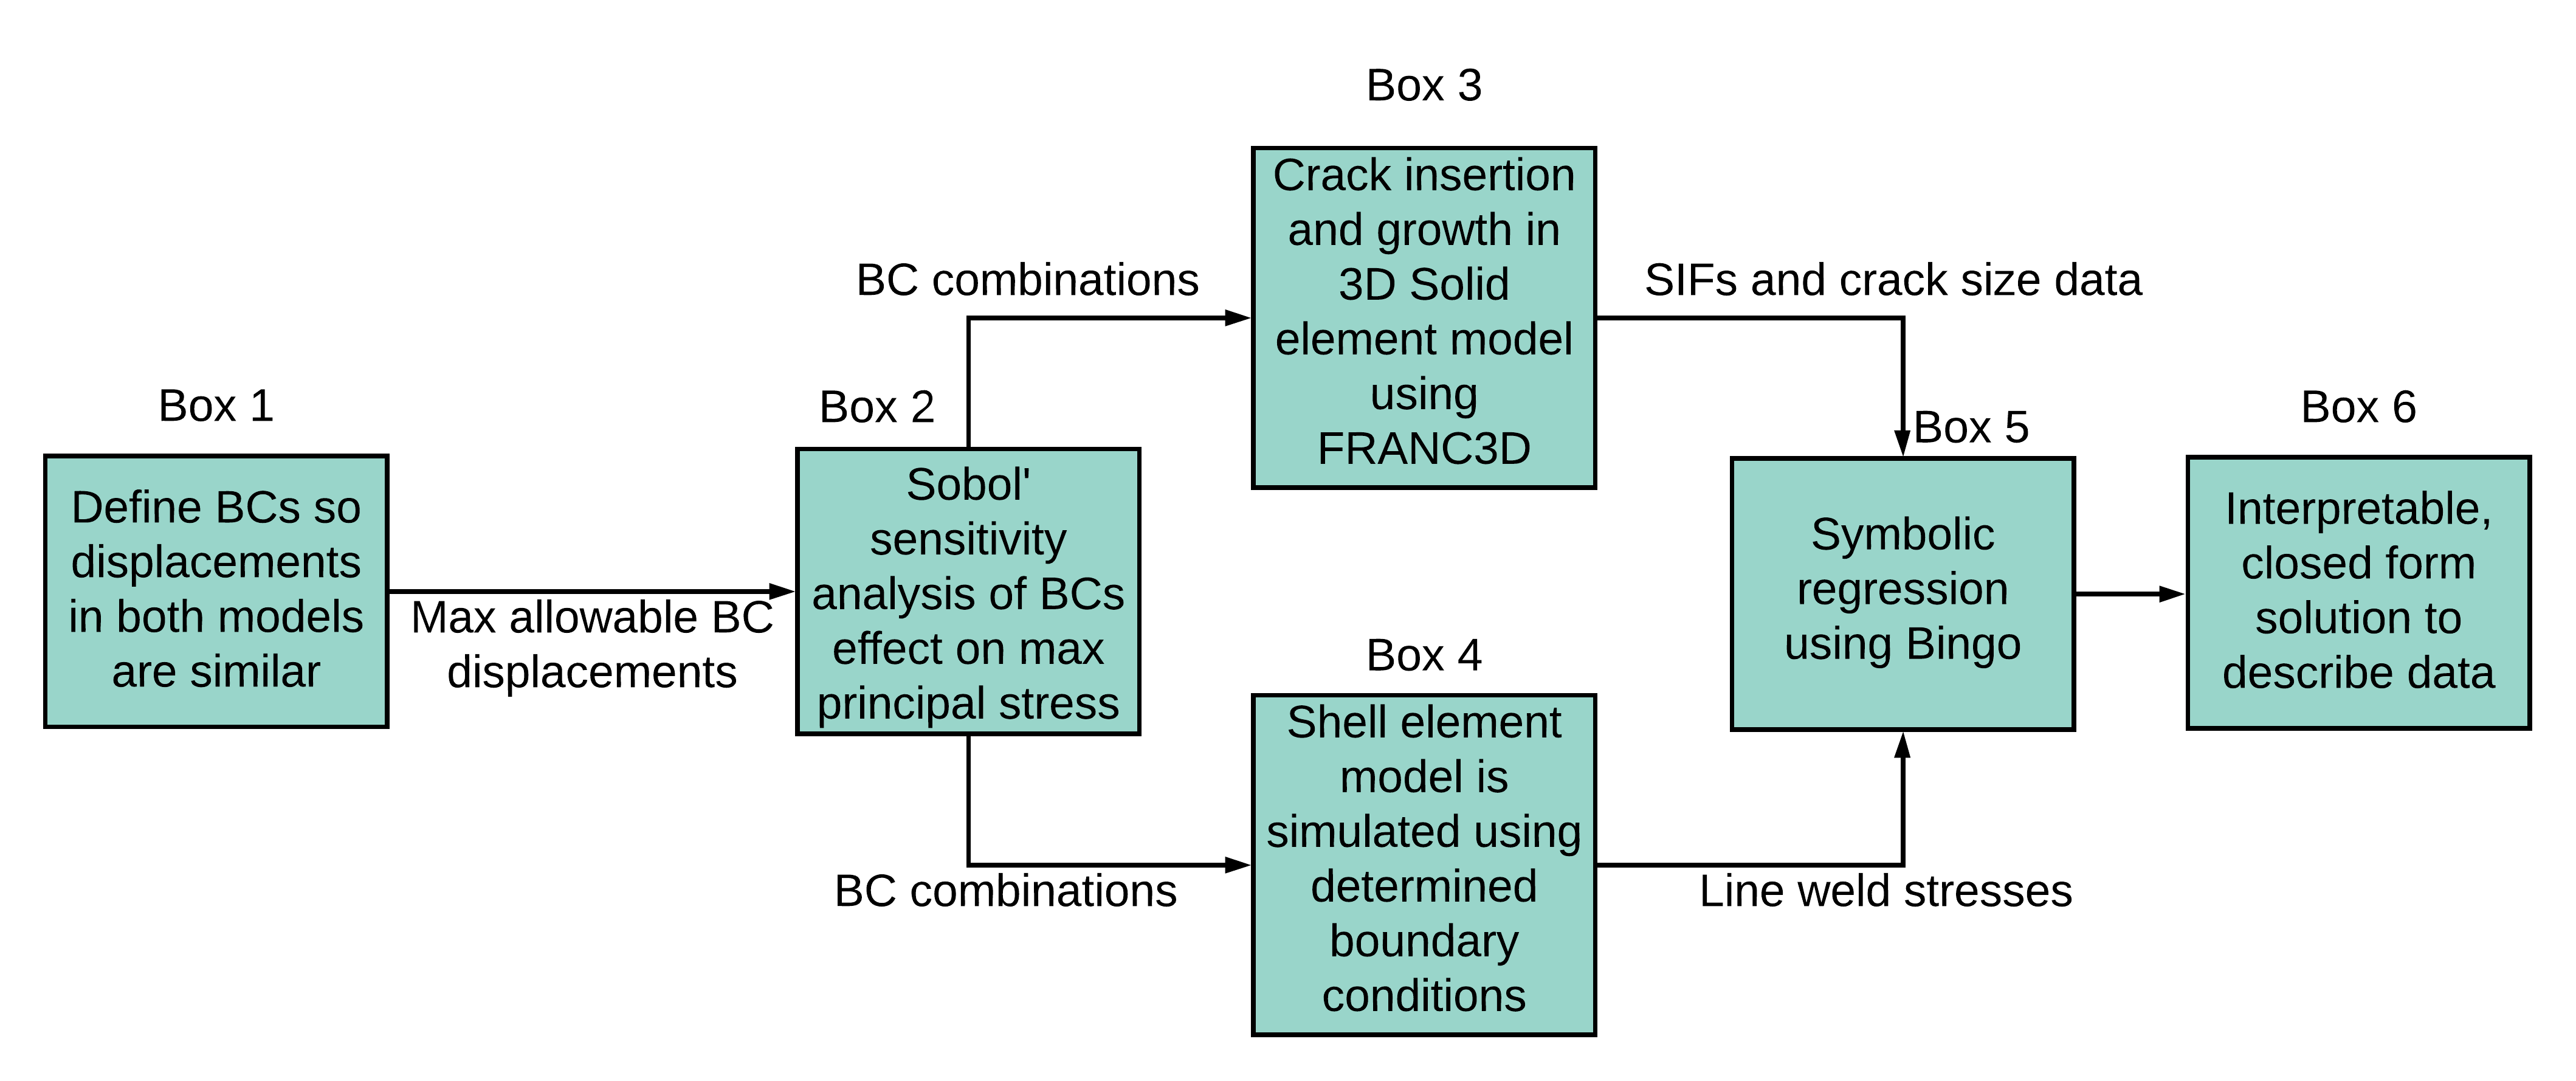 Box 1
Define BCs so
displacements
in both models
are similar
Max allowable BC
displacements
Box 2
Sobol'
sensitivity
analysis of BCs
effect on max
principal stress
BC combinations
BC combinations
Box 3
Crack insertion
and growth in
3D Solid
element model
using
FRANC3D
Box 4
Shell element
model is
simulated using
determined
boundary
conditions
SIFs and crack size data
Line weld stresses
Box 5
Symbolic
regression
using Bingo
Box 6
Interpretable,
closed form
solution to
describe data